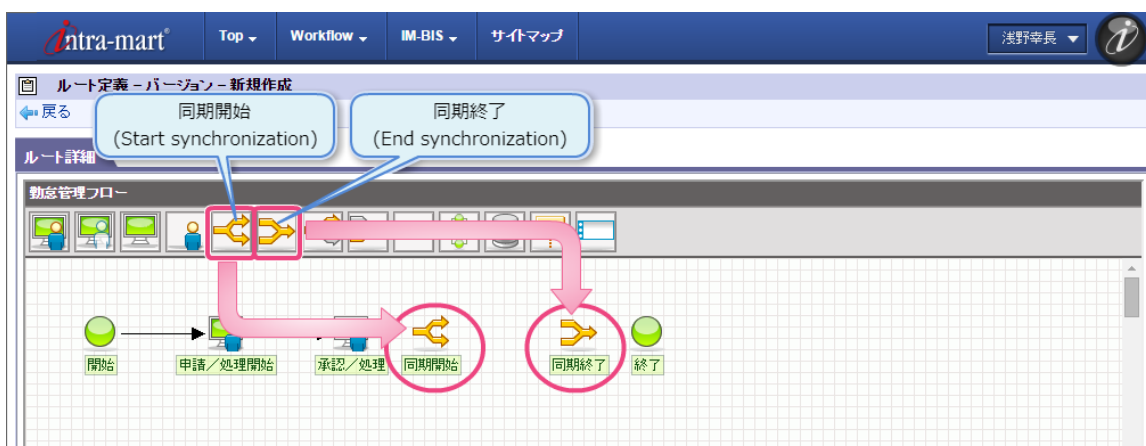 intra-mart®
Top
Workflow
IM-BIS
サイトマップ
浅野幸長
ルート定義 - バージョン - 新規作成
戻る
同期開始
(Start synchronization)
同期終了
(End synchronization)
ルート詳細
勤怠管理フロー
開始
申請／処理開始
承認／処理
同期開始
同期終了
終了